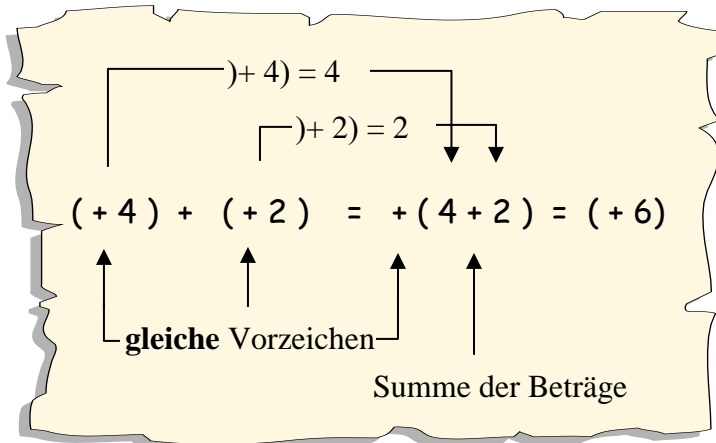 )+ 4) = 4
)+ 2) = 2
( + 4 ) + ( + 2 ) = + ( 4 + 2 ) = ( + 6)
gleiche Vorzeichen
Summe der Beträge